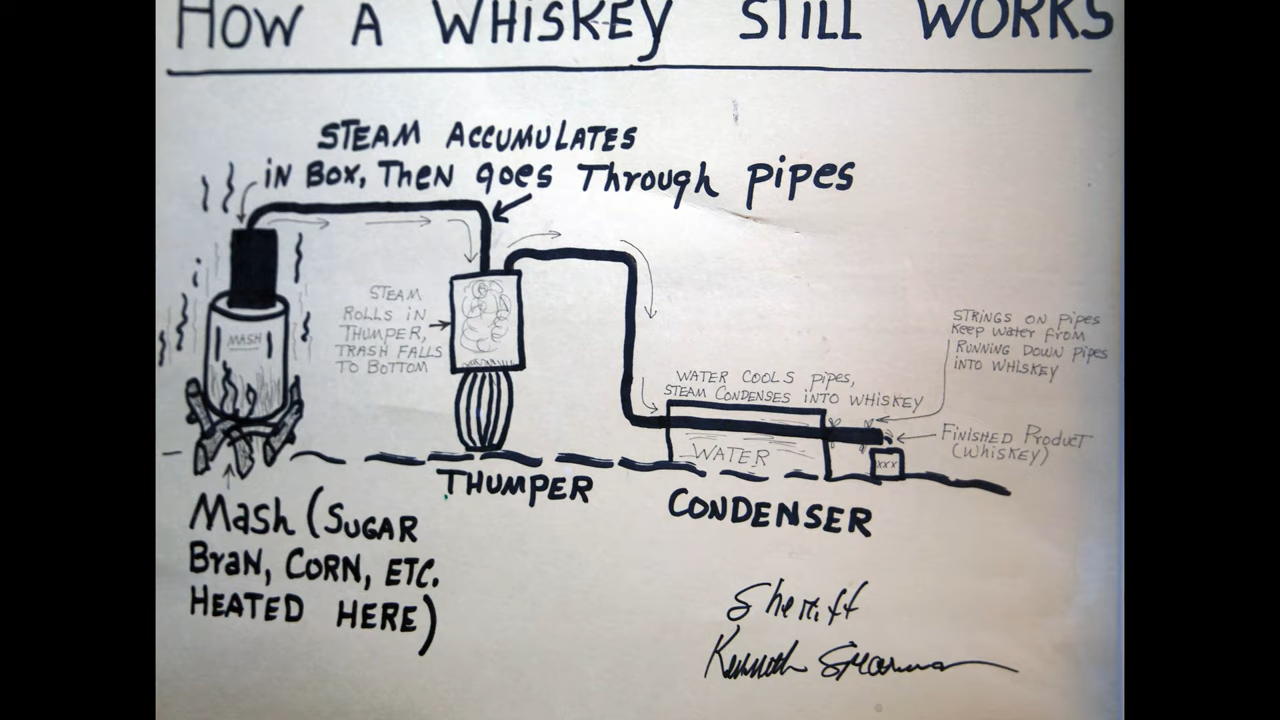 HOW A WHISKEY STILL WORKS
STEAM ACCUMULATES
IN BOX, THEN GOES THROUGH PIPES
MASH
STEAM
ROLLS IN
THUMPER,
TRASH FALLS
TO BOTTOM
STRINGS ON PIPES
KEEP WATER FROM
RUNNING DOWN PIPES
INTO WHISKEY
WATER COOLS PIPES,
STEAM CONDENSES INTO WHISKEY
WATER
FINISHED PRODUCT
(WHISKEY)
XXX
THUMPER
CONDENSER
MASH (SUGAR
BRAN, CORN, ETC.
HEATED HERE)
Sheriff
Kenneth